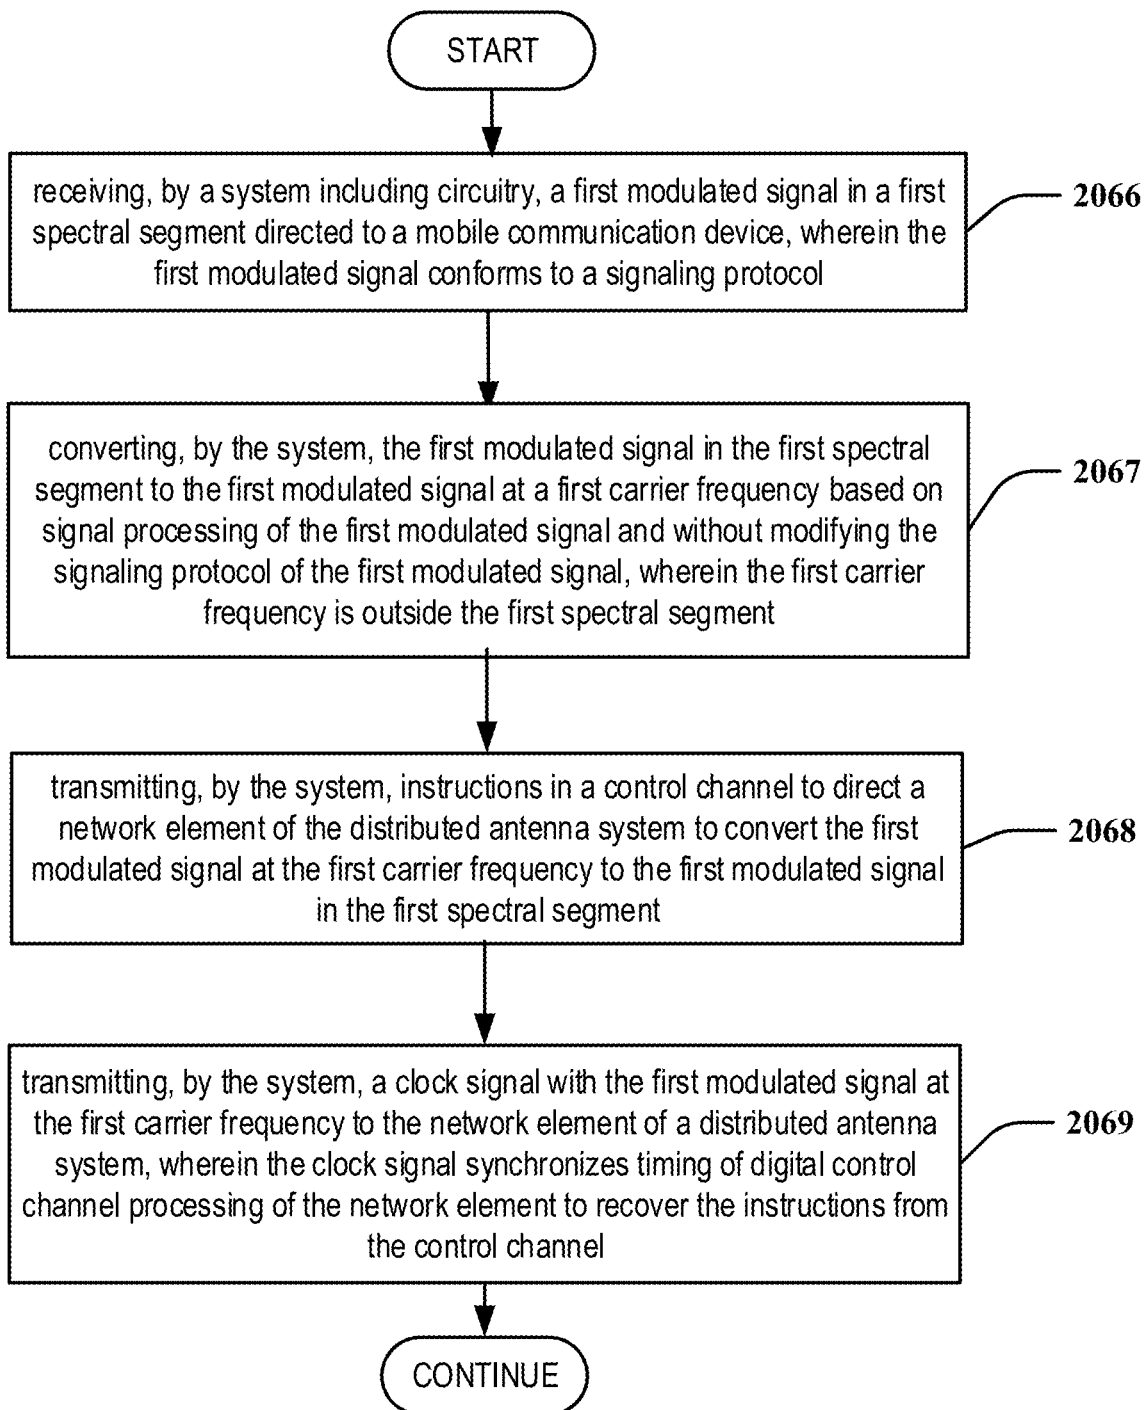 START
receiving, by a system including circuitry, a first modulated signal in a first
spectral segment directed to a mobile communication device, wherein the
first modulated signal conforms to a signaling protocol
2066
converting, by the system, the first modulated signal in the first spectral
segment to the first modulated signal at a first carrier frequency based on
signal processing of the first modulated signal and without modifying the
signaling protocol of the first modulated signal, wherein the first carrier
frequency is outside the first spectral segment
2067
transmitting, by the system, instructions in a control channel to direct a
network element of the distributed antenna system to convert the first
modulated signal at the first carrier frequency to the first modulated signal
in the first spectral segment
2068
transmitting, by the system, a clock signal with the first modulated signal at
the first carrier frequency to the network element of a distributed antenna
system, wherein the clock signal synchronizes timing of digital control
channel processing of the network element to recover the instructions from
the control channel
2069
CONTINUE